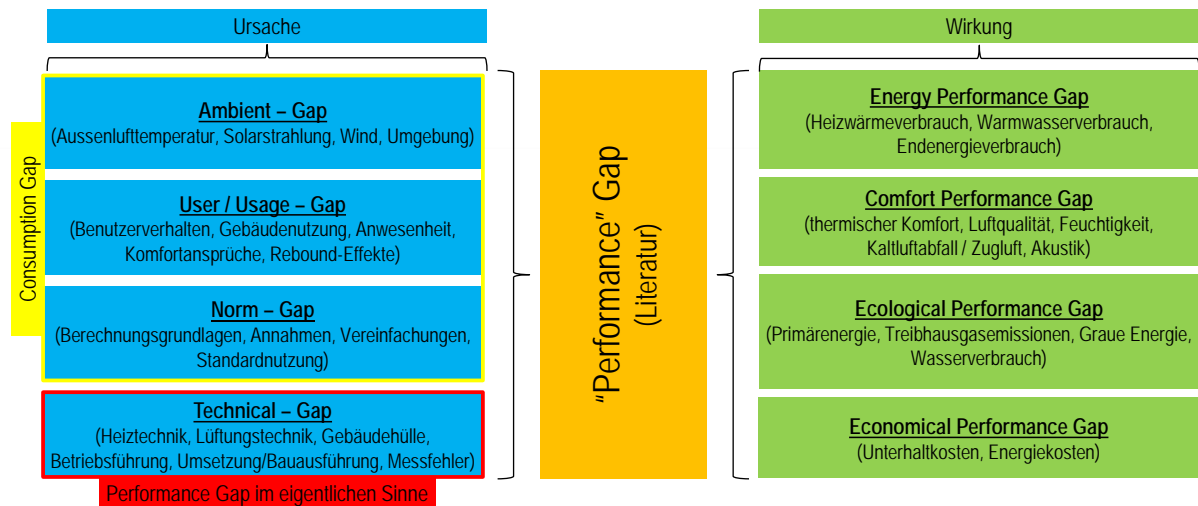 Ursache
Consumption Gap
Ambient – Gap
(Aussenlufttemperatur, Solarstrahlung, Wind, Umgebung)
User / Usage – Gap
(Benutzerverhalten, Gebäudenutzung, Anwesenheit,
Komfortansprüche, Rebound-Effekte)
Norm – Gap
(Berechnungsgrundlagen, Annahmen, Vereinfachungen,
Standardnutzung)
Technical – Gap
(Heiztechnik, Lüftungstechnik, Gebäudehülle,
Betriebsführung, Umsetzung/Bauausführung, Messfehler)
Performance Gap im eigentlichen Sinne
"Performance" Gap
(Literatur)
Wirkung
Energy Performance Gap
(Heizwärmeverbrauch, Warmwasserverbrauch,
Endenergieverbrauch)
Comfort Performance Gap
(thermischer Komfort, Luftqualität, Feuchtigkeit,
Kaltluftabfall / Zugluft, Akustik)
Ecological Performance Gap
(Primärenergie, Treibhausgasemissionen, Graue Energie,
Wasserverbrauch)
Economical Performance Gap
(Unterhaltkosten, Energiekosten)